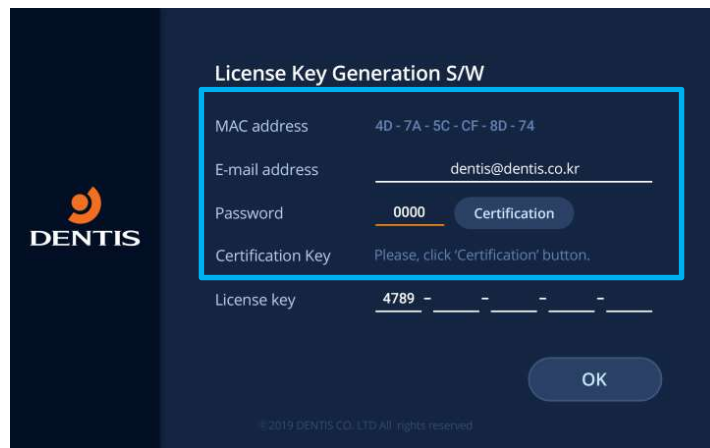 License Key Generation S/W
MAC address 4D - 7A - 5C - CF - 8D - 74
E-mail address dentis@dentis.co.kr
Password 0000 Certification
DENTIS
Certification Key Please, click 'Certification' button.
License key 4789 - - - -
OK
©2019 DENTIS CO. LTD All rights reserved